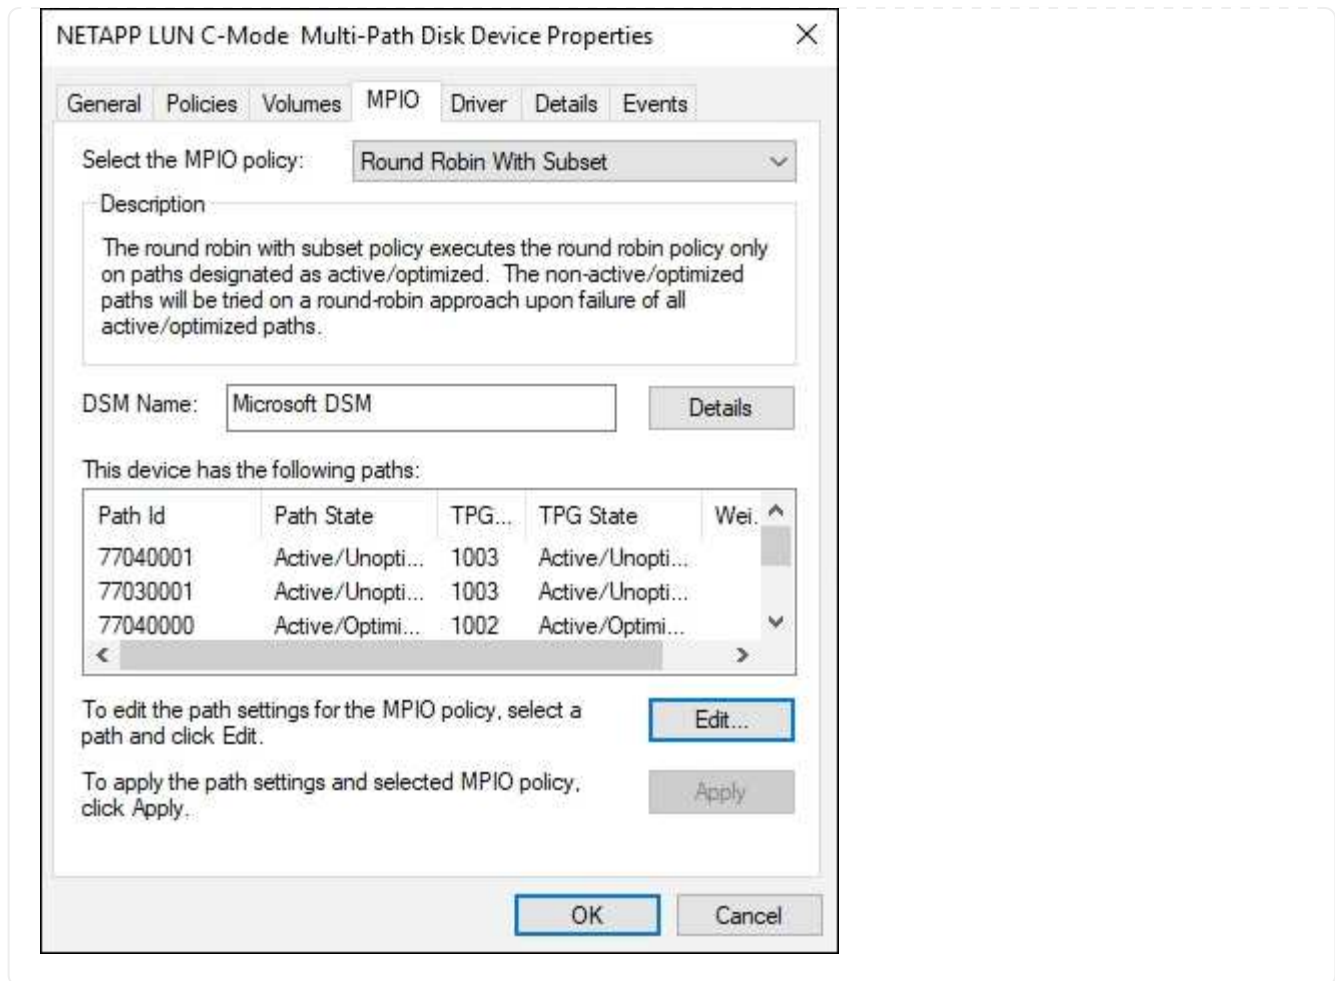 NETAPP LUN C-Mode  Multi-Path Disk Device Properties
General Policies Volumes MPIO Driver Details Events
Select the MPIO policy: Round Robin With Subset
Description
The round robin with subset policy executes the round robin policy only
on paths designated as active/optimized.  The non-active/optimized
paths will be tried on a round-robin approach upon failure of all
active/optimized paths.
DSM Name: Microsoft DSM Details
This device has the following paths:
Path Id Path State TPG... TPG State Wei.
77040001 Active/Unopti... 1003 Active/Unopti...
77030001 Active/Unopti... 1003 Active/Unopti...
77040000 Active/Optimi... 1002 Active/Optimi...
To edit the path settings for the MPIO policy, select a
path and click Edit.
Edit...
To apply the path settings and selected MPIO policy,
click Apply.
Apply
OK Cancel